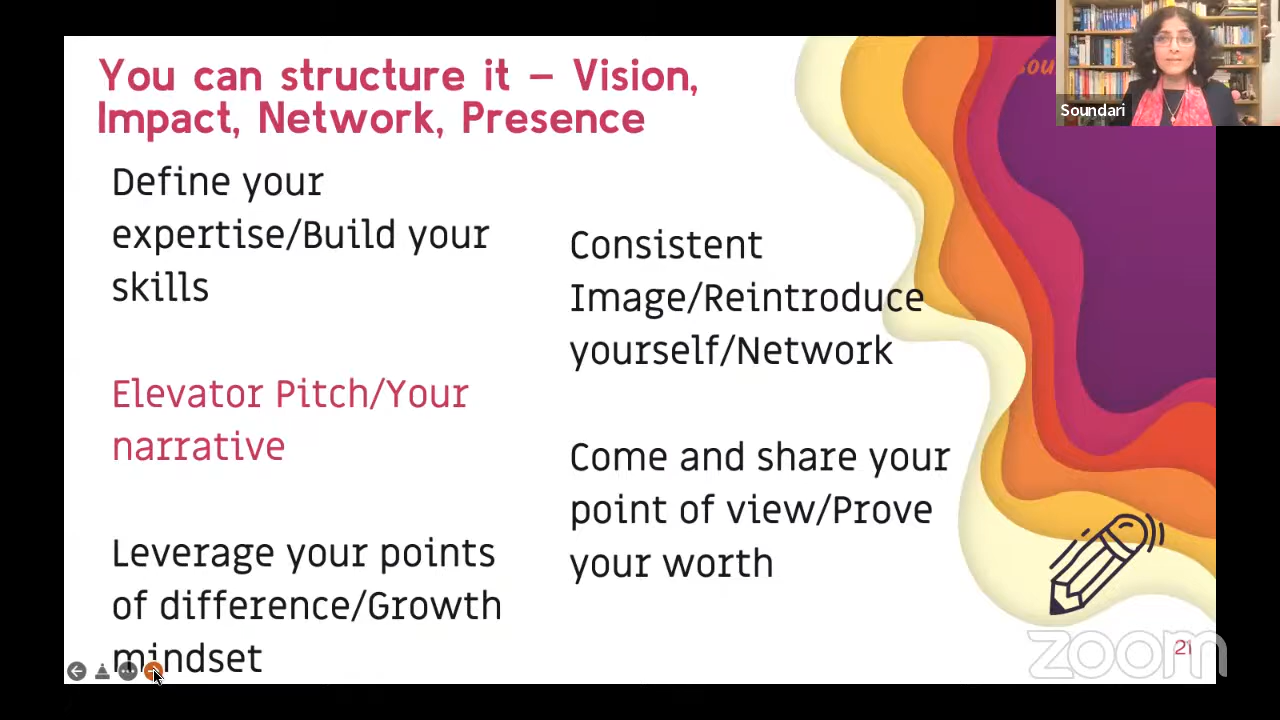 You can structure it – Vision,
Impact, Network, Presence
Define your
expertise/Build your
skills
Elevator Pitch/Your
narrative
Leverage your points
of difference/Growth
mindset
Consistent
Image/Reintroduce
yourself/Network
Come and share your
point of view/Prove
your worth
sou
Soundari
21
zoom